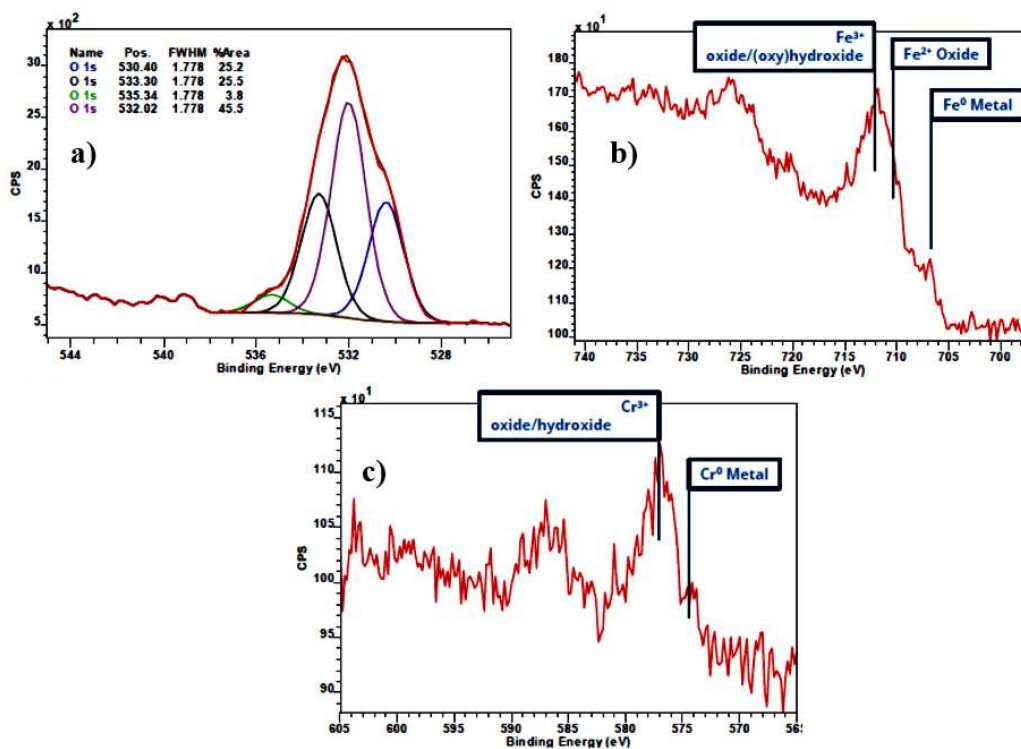 x 10²
Name Pos. FWHM %Area
O 1s 530.40 1.778 25.2
O 1s 533.30 1.778 25.5
O 1s 535.34 1.778 3.8
O 1s 532.02 1.778 45.5
a)
30
25
20
15
10
5
CPS
544 540 536 532 528
Binding Energy (eV)
x 10¹
Fe³⁺
oxide/(oxy)hydroxide
Fe²⁺ Oxide
Fe⁰ Metal
b)
180
170
160
150
140
130
120
110
100
CPS
740 735 730 725 720 715 710 705 700
Binding Energy (eV)
x 10¹
Cr³⁺
oxide/hydroxide
Cr⁰ Metal
c)
115
110
105
100
95
90
CPS
605 600 595 590 585 580 575 570 565
Binding Energy (eV)